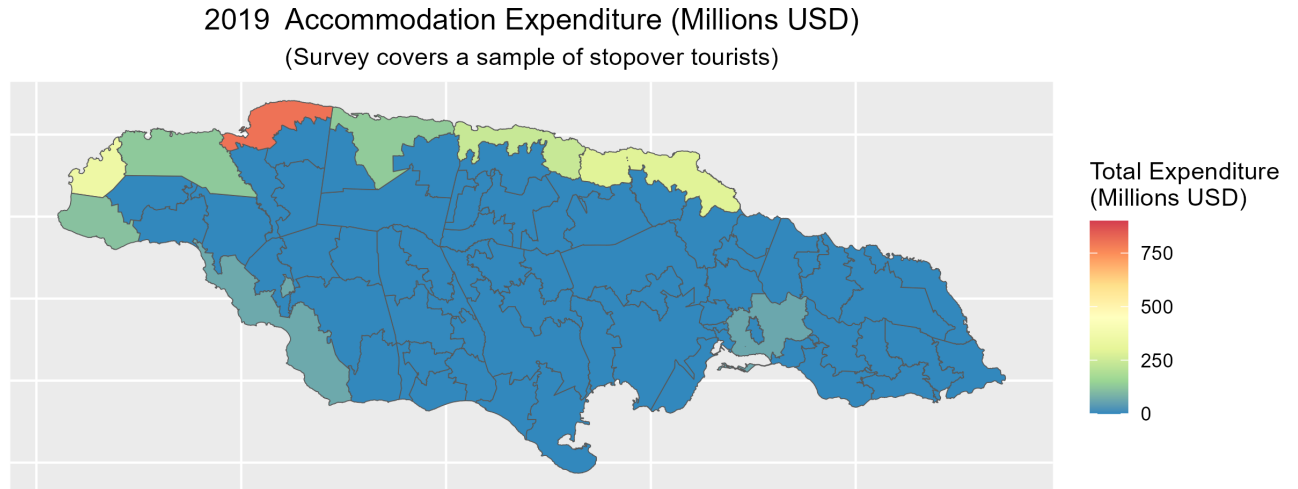 2019  Accommodation Expenditure (Millions USD)
(Survey covers a sample of stopover tourists)
Total Expenditure
(Millions USD)
750
500
250
0